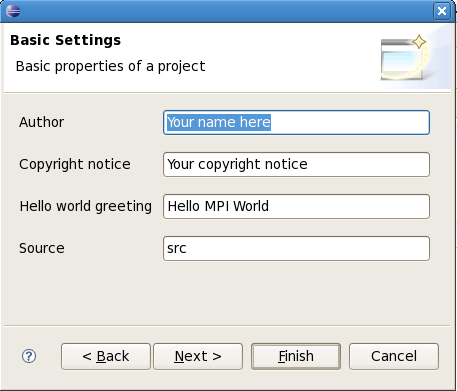 Basic Settings
Basic properties of a project
Author Your name here
Copyright notice Your copyright notice
Hello world greeting Hello MPI World
Source src
? < Back Next > Finish Cancel